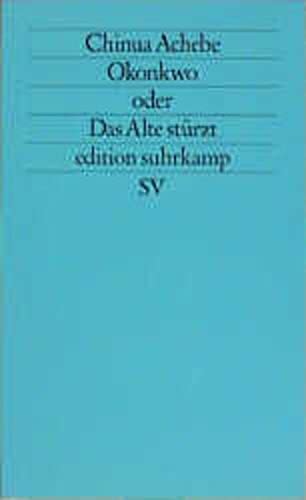 Chinua Achebe
Okonkwo
oder
Das Alte stürzt
edition suhrkamp
SV